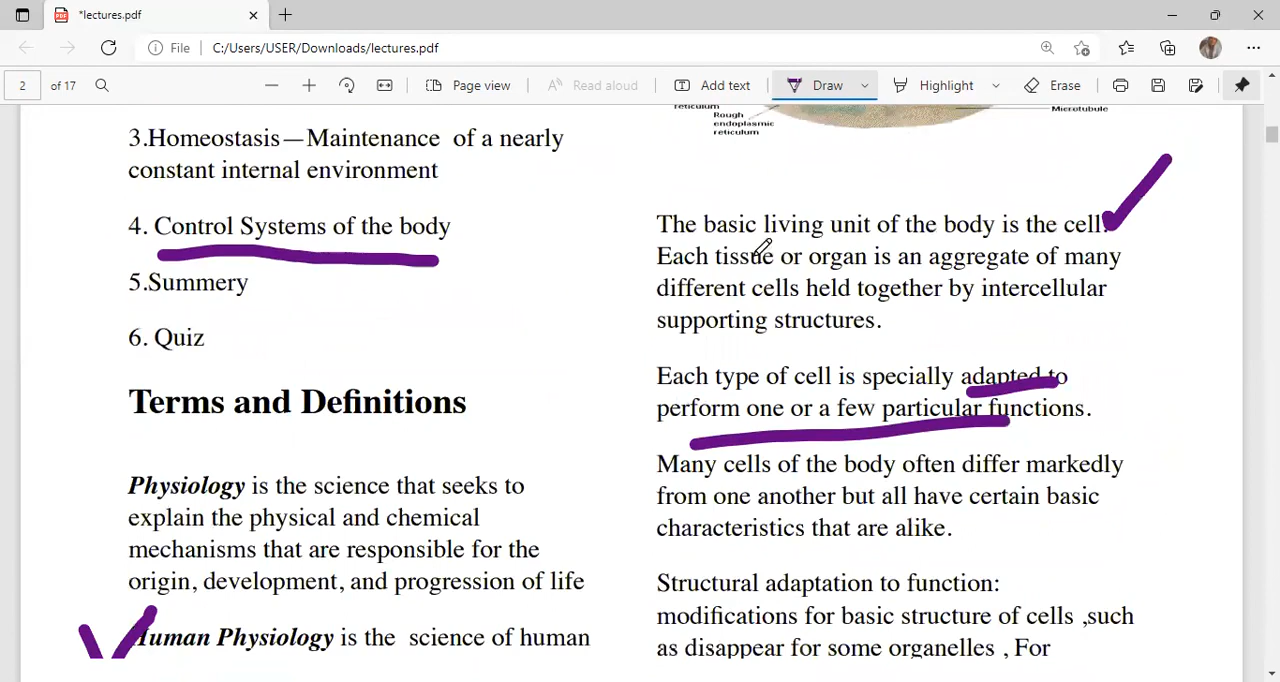 *lectures.pdf
File
C:/Users/USER/Downloads/lectures.pdf
2 of 17
Page view
Read aloud
Add text
Draw
Highlight
Erase
3.Homeostasis—Maintenance of a nearly
constant internal environment
4. Control Systems of the body
5.Summery
6. Quiz
Terms and Definitions
Physiology is the science that seeks to
explain the physical and chemical
mechanisms that are responsible for the
origin, development, and progression of life
Human Physiology is the science of human
reticulum
Rough
endoplasmic
reticulum
Microtubule
The basic living unit of the body is the cell.
Each tissue or organ is an aggregate of many
different cells held together by intercellular
supporting structures.
Each type of cell is specially adapted to
perform one or a few particular functions.
Many cells of the body often differ markedly
from one another but all have certain basic
characteristics that are alike.
Structural adaptation to function:
modifications for basic structure of cells ,such
as disappear for some organelles , For